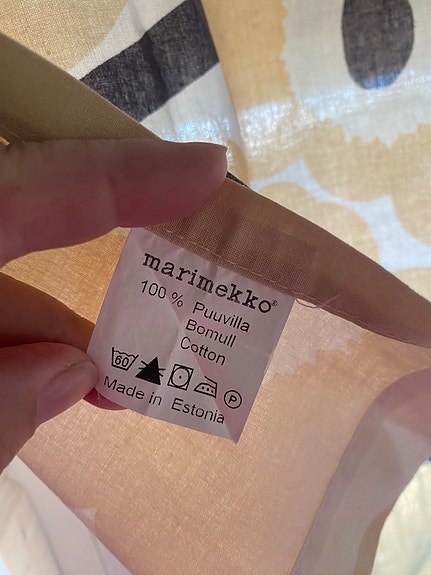 marimekko®
100 % Puuvilla
Bomull
Cotton
60 P
Made in Estonia